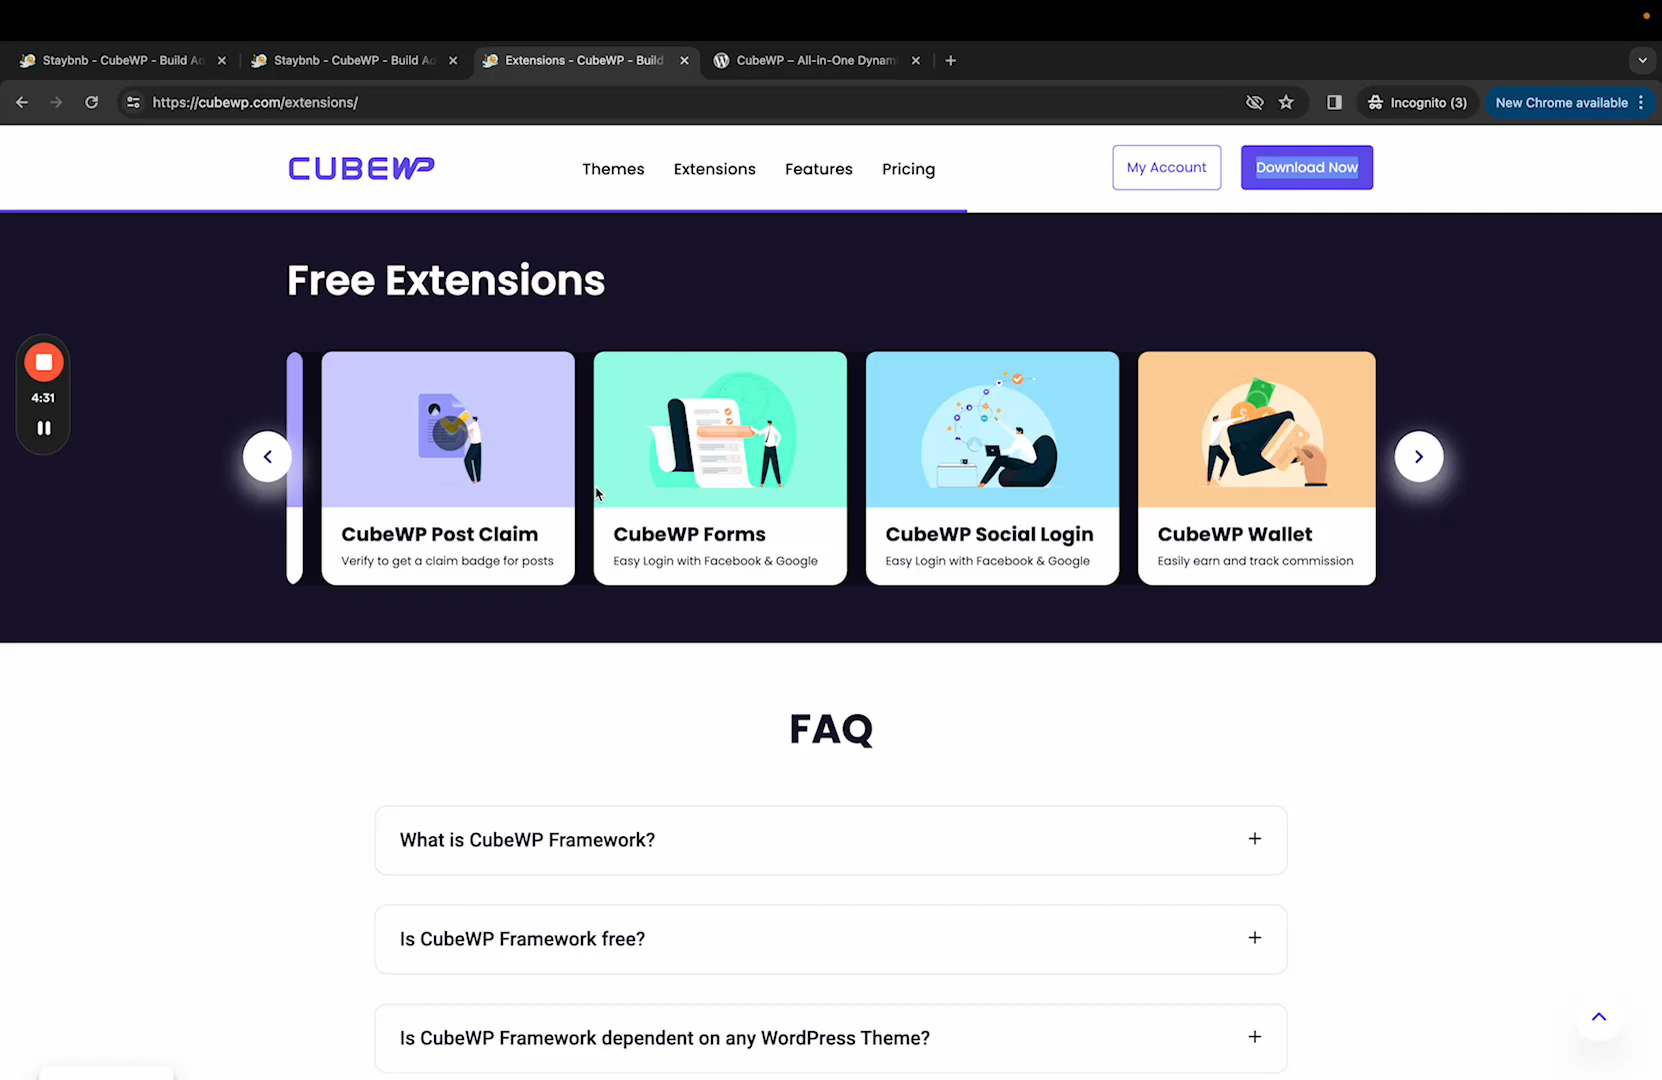 Staybnb - CubeWP - Build Ad
Staybnb - CubeWP - Build Ad
Extensions - CubeWP - Build
CubeWP – All-in-One Dynam
https://cubewp.com/extensions/
Incognito (3)
New Chrome available
CUBEWP
Themes
Extensions
Features
Pricing
My Account
Download Now
Free Extensions
4:31
CubeWP Post Claim
Verify to get a claim badge for posts
CubeWP Forms
Easy Login with Facebook & Google
CubeWP Social Login
Easy Login with Facebook & Google
CubeWP Wallet
Easily earn and track commission
FAQ
What is CubeWP Framework?
Is CubeWP Framework free?
Is CubeWP Framework dependent on any WordPress Theme?